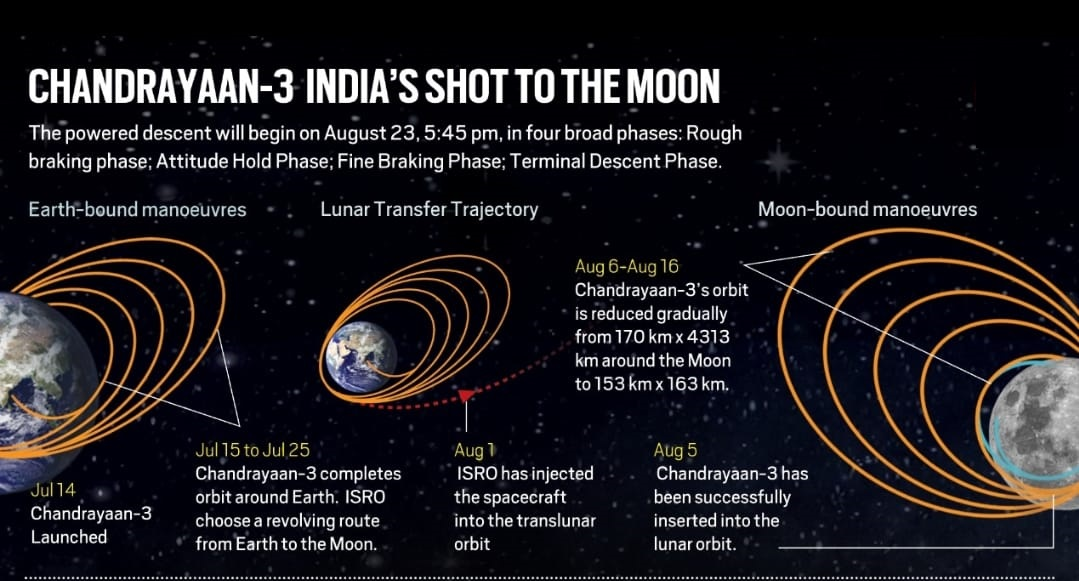 CHANDRAYAAN-3 INDIA'S SHOT TO THE MOON
The powered descent will begin on August 23, 5:45 pm, in four broad phases: Rough
braking phase; Attitude Hold Phase; Fine Braking Phase; Terminal Descent Phase.
Earth-bound manoeuvres
Lunar Transfer Trajectory
Moon-bound manoeuvres
Jul 14
Chandrayaan-3
Launched
Jul 15 to Jul 25
Chandrayaan-3 completes
orbit around Earth. ISRO
choose a revolving route
from Earth to the Moon.
Aug 1
ISRO has injected
the spacecraft
into the translunar
orbit
Aug 5
Chandrayaan-3 has
been successfully
inserted into the
lunar orbit.
Aug 6-Aug 16
Chandrayaan-3's orbit
is reduced gradually
from 170 km x 4313
km around the Moon
to 153 km x 163 km.